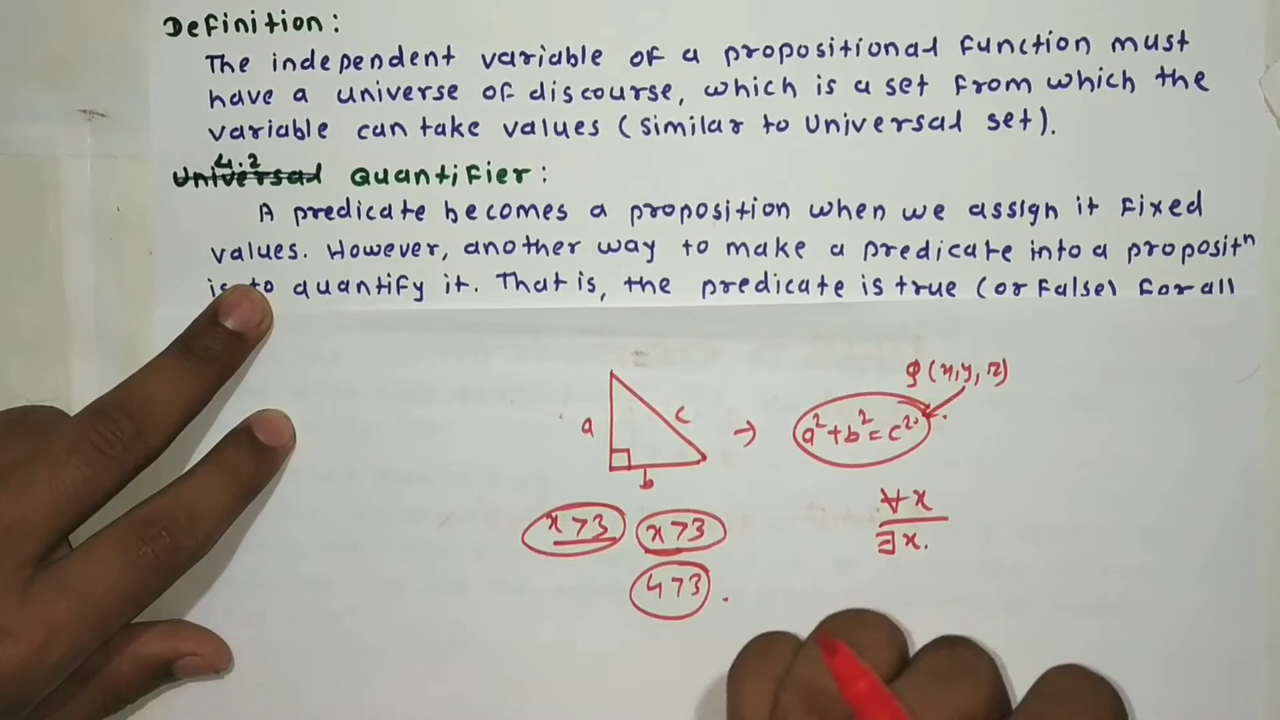 Definition:
The independent variable of a propositional function must
have a universe of discourse, which is a set from which the
variable can take values (similar to Universal set).
4.2
Universal Quantifier:
A predicate becomes a proposition when we assign it fixed
values. However, another way to make a predicate into a propositn
is to quantify it. That is, the predicate is true (or False) For all
a
c
b
→ a²+b²=c²
(x,y,z)
x>3 x>3
4>3.
∀x
∃x.